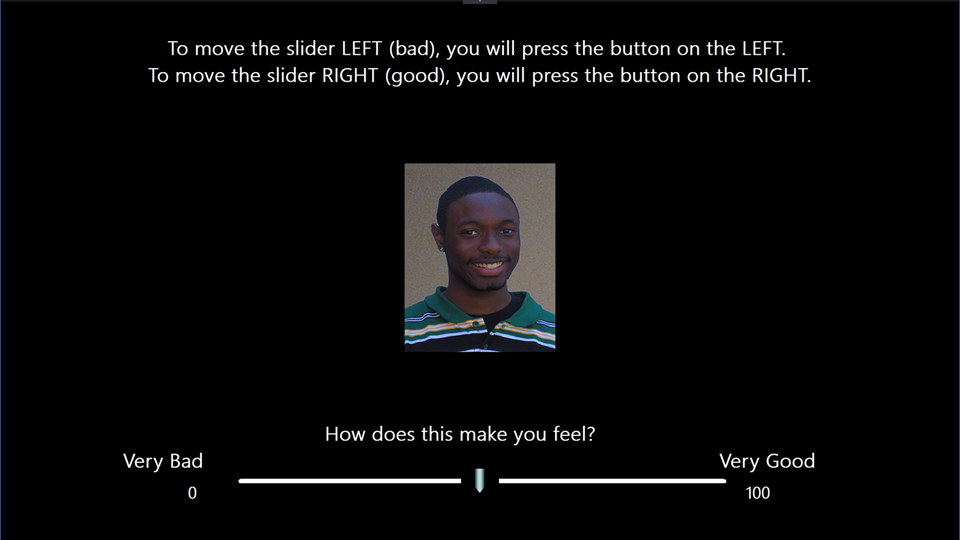 To move the slider LEFT (bad), you will press the button on the LEFT.
To move the slider RIGHT (good), you will press the button on the RIGHT.
How does this make you feel?
Very Bad
Very Good
0
100